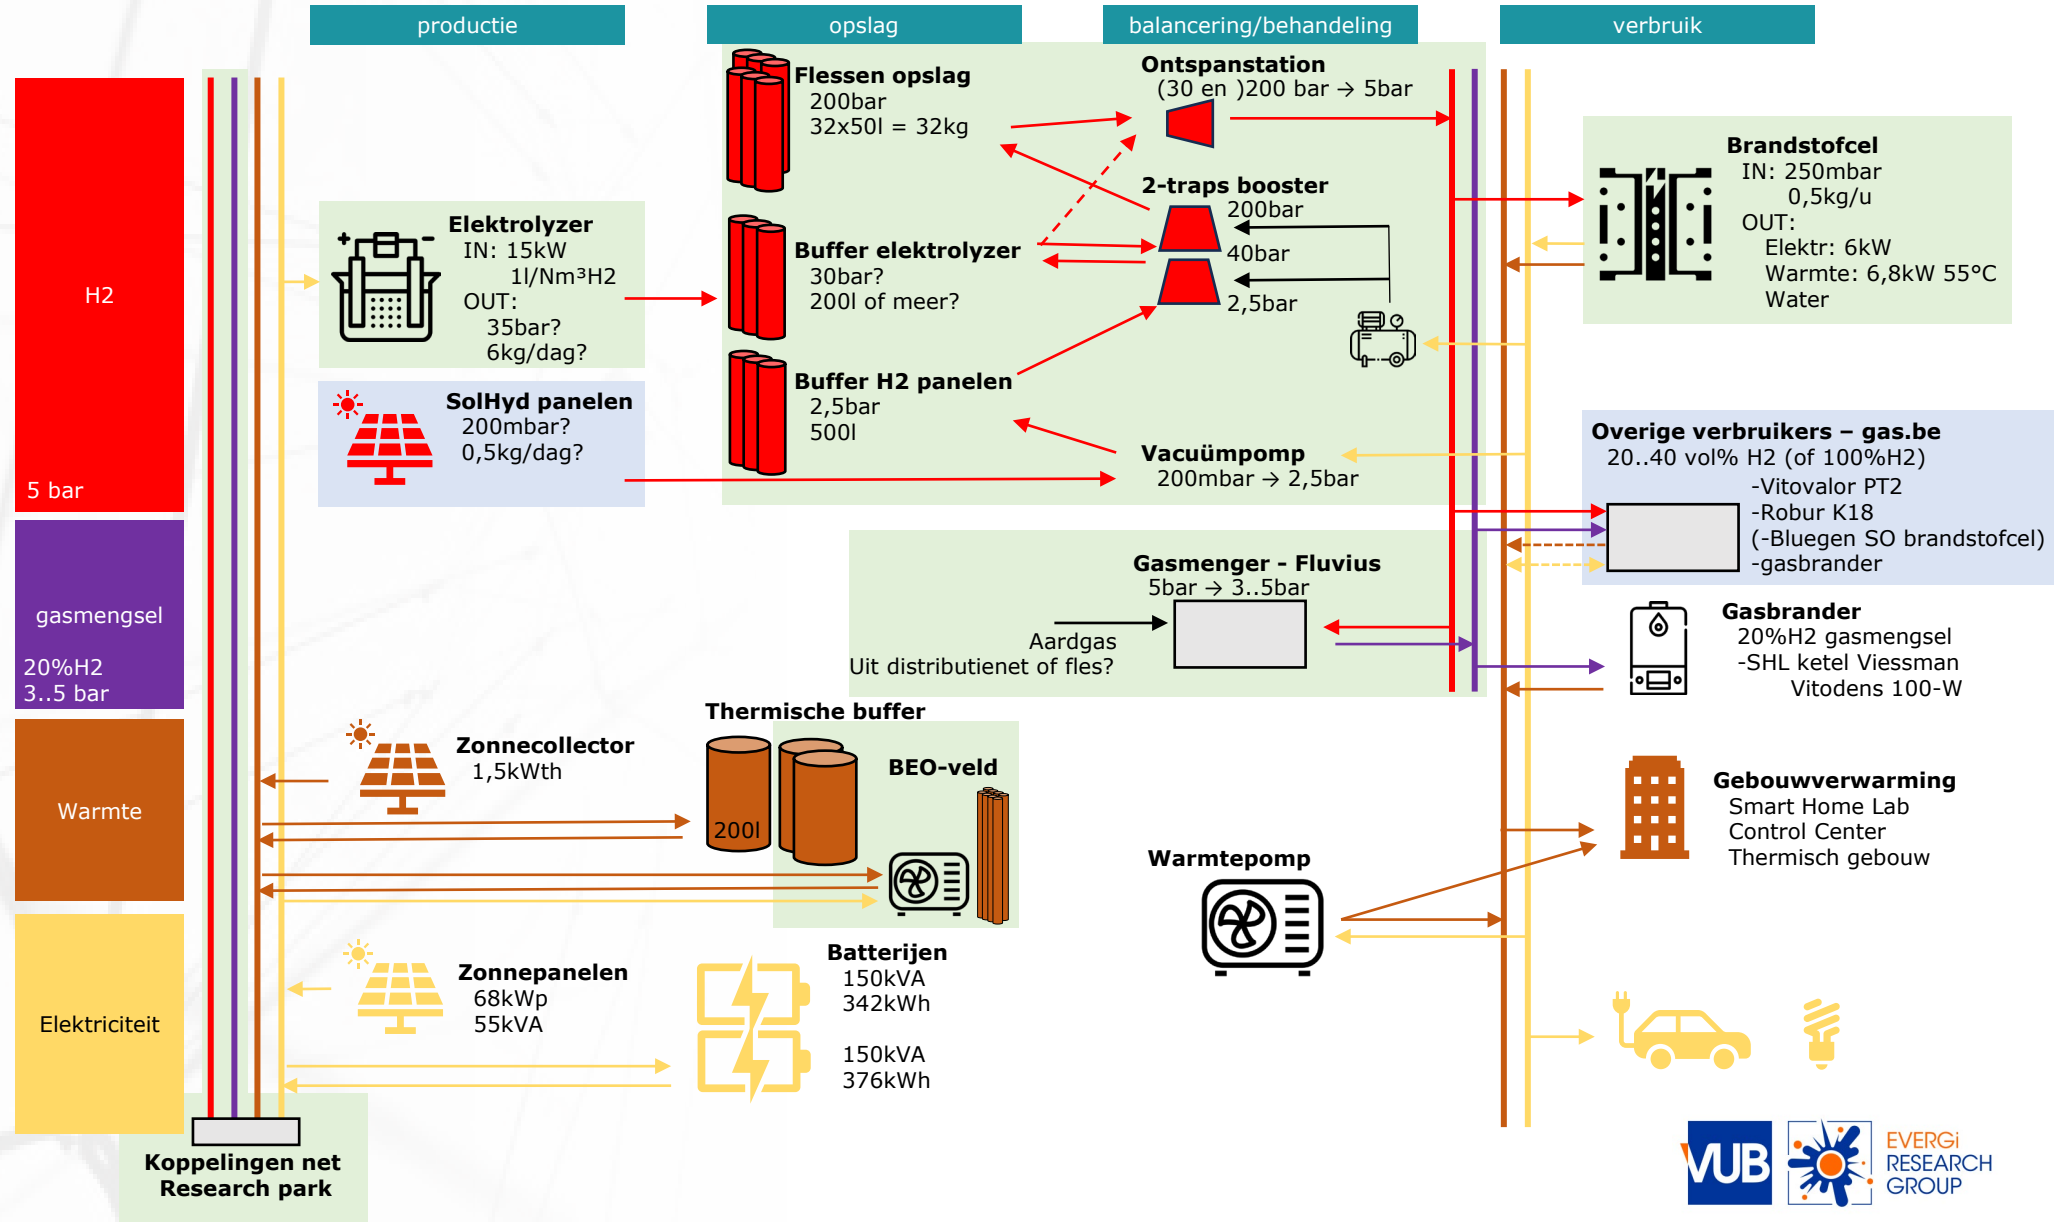 productie
opslag
balancering/behandeling
verbruik
H2
5 bar
gasmengsel
20%H2
3..5 bar
Warmte
Elektriciteit
Koppelingen net
Research park
Elektrolyzer
IN: 15kW
1l/Nm³H2
OUT:
35bar?
6kg/dag?
SolHyd panelen
200mbar?
0,5kg/dag?
Zonnecollector
1,5kWth
Zonnepanelen
68kWp
55kVA
Flessen opslag
200bar
32x50l = 32kg
Buffer elektrolyzer
30bar?
200l of meer?
Buffer H2 panelen
2,5bar
500l
Thermische buffer
200l
BEO-veld
Batterijen
150kVA
342kWh
150kVA
376kWh
Ontspanstation
(30 en )200 bar → 5bar
2-traps booster
200bar
40bar
2,5bar
Vacuümpomp
200mbar → 2,5bar
Gasmenger - Fluvius
5bar → 3..5bar
Aardgas
Uit distributienet of fles?
Warmtepomp
Brandstofcel
IN: 250mbar
0,5kg/u
OUT:
Elektr: 6kW
Warmte: 6,8kW 55°C
Water
Overige verbruikers – gas.be
20..40 vol% H2 (of 100%H2)
-Vitovalor PT2
-Robur K18
(-Bluegen SO brandstofcel)
-gasbrander
Gasbrander
20%H2 gasmengsel
-SHL ketel Viessman
Vitodens 100-W
Gebouwverwarming
Smart Home Lab
Control Center
Thermisch gebouw
VUB
EVERGi
RESEARCH
GROUP